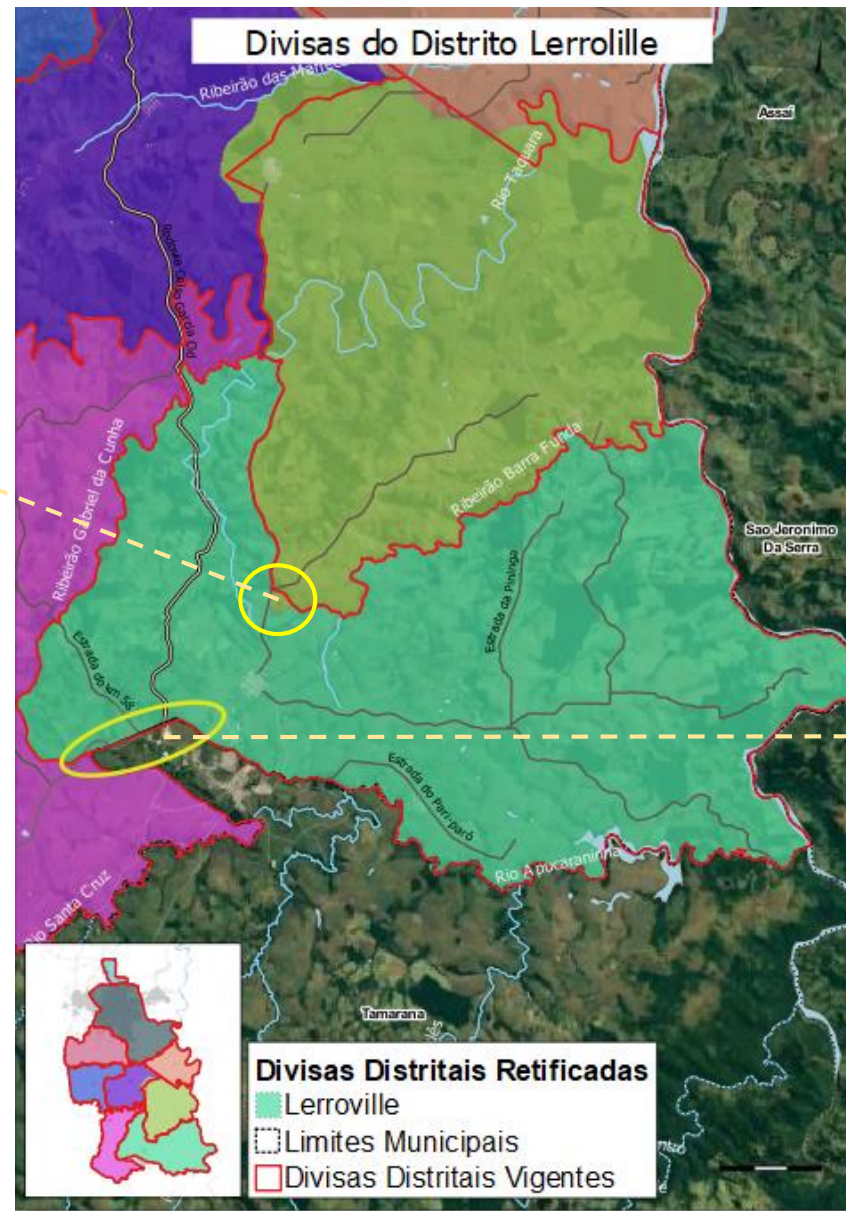 Divisas do Distrito Lerrolille
Ribeirão das
Assaí
Rio Taquara
Ribeirão Gabriel da Cunha
Ribeirão Barra Funda
Sao Jeronimo
Da Serra
Estrada da Pininga
Estrada do km 58
Estrada do Pari-paró
Rio Apucaraninha
Rio Santa Cruz
Tamarana
Divisas Distritais Retificadas
Lerroville
Limites Municipais
Divisas Distritais Vigentes